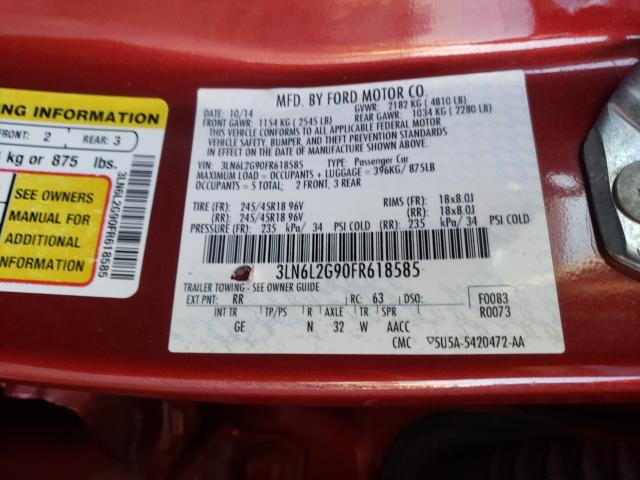 NG INFORMATION
FRONT: 2 REAR: 3
kg or 875 lbs.
SEE OWNERS
MANUAL FOR
ADDITIONAL
INFORMATION
3LN6L2G90FR618585
MFD. BY FORD MOTOR CO.
DATE: 10/14 GVWR: 2182 KG ( 4810 LB)
FRONT GAWR: 1154 KG ( 2545 LB) REAR GAWR: 1034 KG ( 2280 LB)
THIS VEHICLE CONFORMS TO ALL APPLICABLE FEDERAL MOTOR
VEHICLE SAFETY, BUMPER, AND THEFT PREVENTION STANDARDS
IN EFFECT ON THE DATE OF MANUFACTURE SHOWN ABOVE.
VIN: 3LN6L2G90FR618585 TYPE: Passenger Car
MAXIMUM LOAD = OCCUPANTS + LUGGAGE = 396KG/ 875LB
OCCUPANTS = 5 TOTAL; 2 FRONT, 3 REAR
TIRE (FR): 245/45R18 96V RIMS (FR): 18x8.0J
(RR): 245/45R18 96V (RR): 18x8.0J
PRESSURE (FR): 235 kPa/ 34 PSI COLD (RR): 235 kPa/ 34 PSI COLD
3LN6L2G90FR618585
TRAILER TOWING - SEE OWNER GUIDE
EXT PNT: RR RC: 63 DSO: F0083
INT TR TP/PS R AXLE TR SPR R0073
GE N 32 W AACC
CMC ▽5U5A-5420472-AA